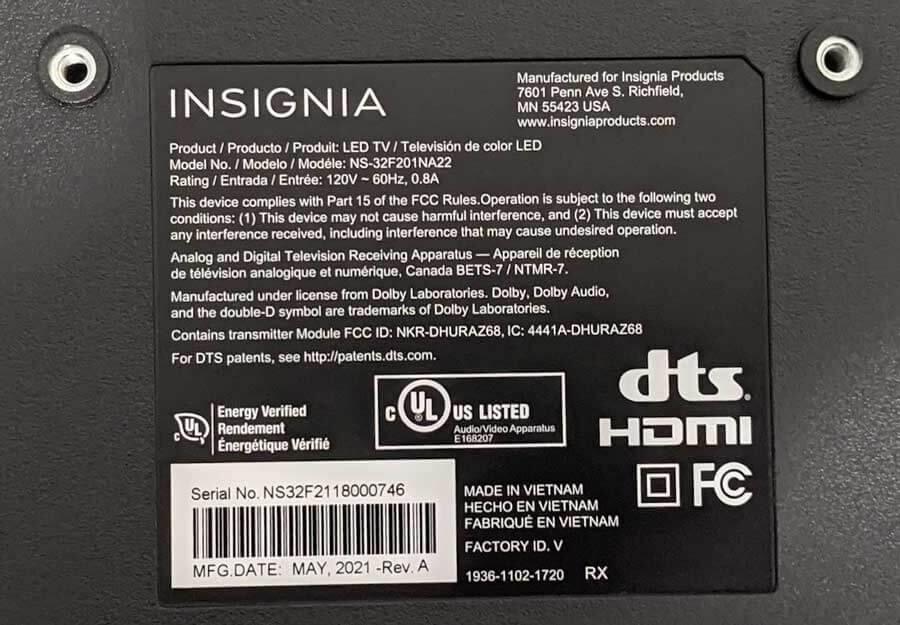 INSIGNIA
Manufactured for Insignia Products
7601 Penn Ave S. Richfield,
MN 55423 USA
www.insigniaproducts.com
Product / Producto / Produit: LED TV / Televisión de color LED
Model No. / Modelo / Modéle: NS-32F201NA22
Rating / Entrada / Entrée: 120V ~ 60Hz, 0.8A
This device complies with Part 15 of the FCC Rules.Operation is subject to the following two
conditions: (1) This device may not cause harmful interference, and (2) This device must accept
any interference received, including interference that may cause undesired operation.
Analog and Digital Television Receiving Apparatus — Appareil de réception
de télévision analogique et numérique, Canada BETS-7 / NTMR-7.
Manufactured under license from Dolby Laboratories. Dolby, Dolby Audio,
and the double-D symbol are trademarks of Dolby Laboratories.
Contains transmitter Module FCC ID: NKR-DHURAZ68, IC: 4441A-DHURAZ68
For DTS patents, see http://patents.dts.com.
dts®
HDMI
c UL
Energy Verified
Rendement
Énergétique Vérifié
C UL® US LISTED
Audio/Video Apparatus
E168207
FC
Serial No. NS32F2118000746
MFG.DATE: MAY, 2021 -Rev. A
MADE IN VIETNAM
HECHO EN VIETNAM
FABRIQUÉ EN VIETNAM
FACTORY ID. V
1936-1102-1720 RX